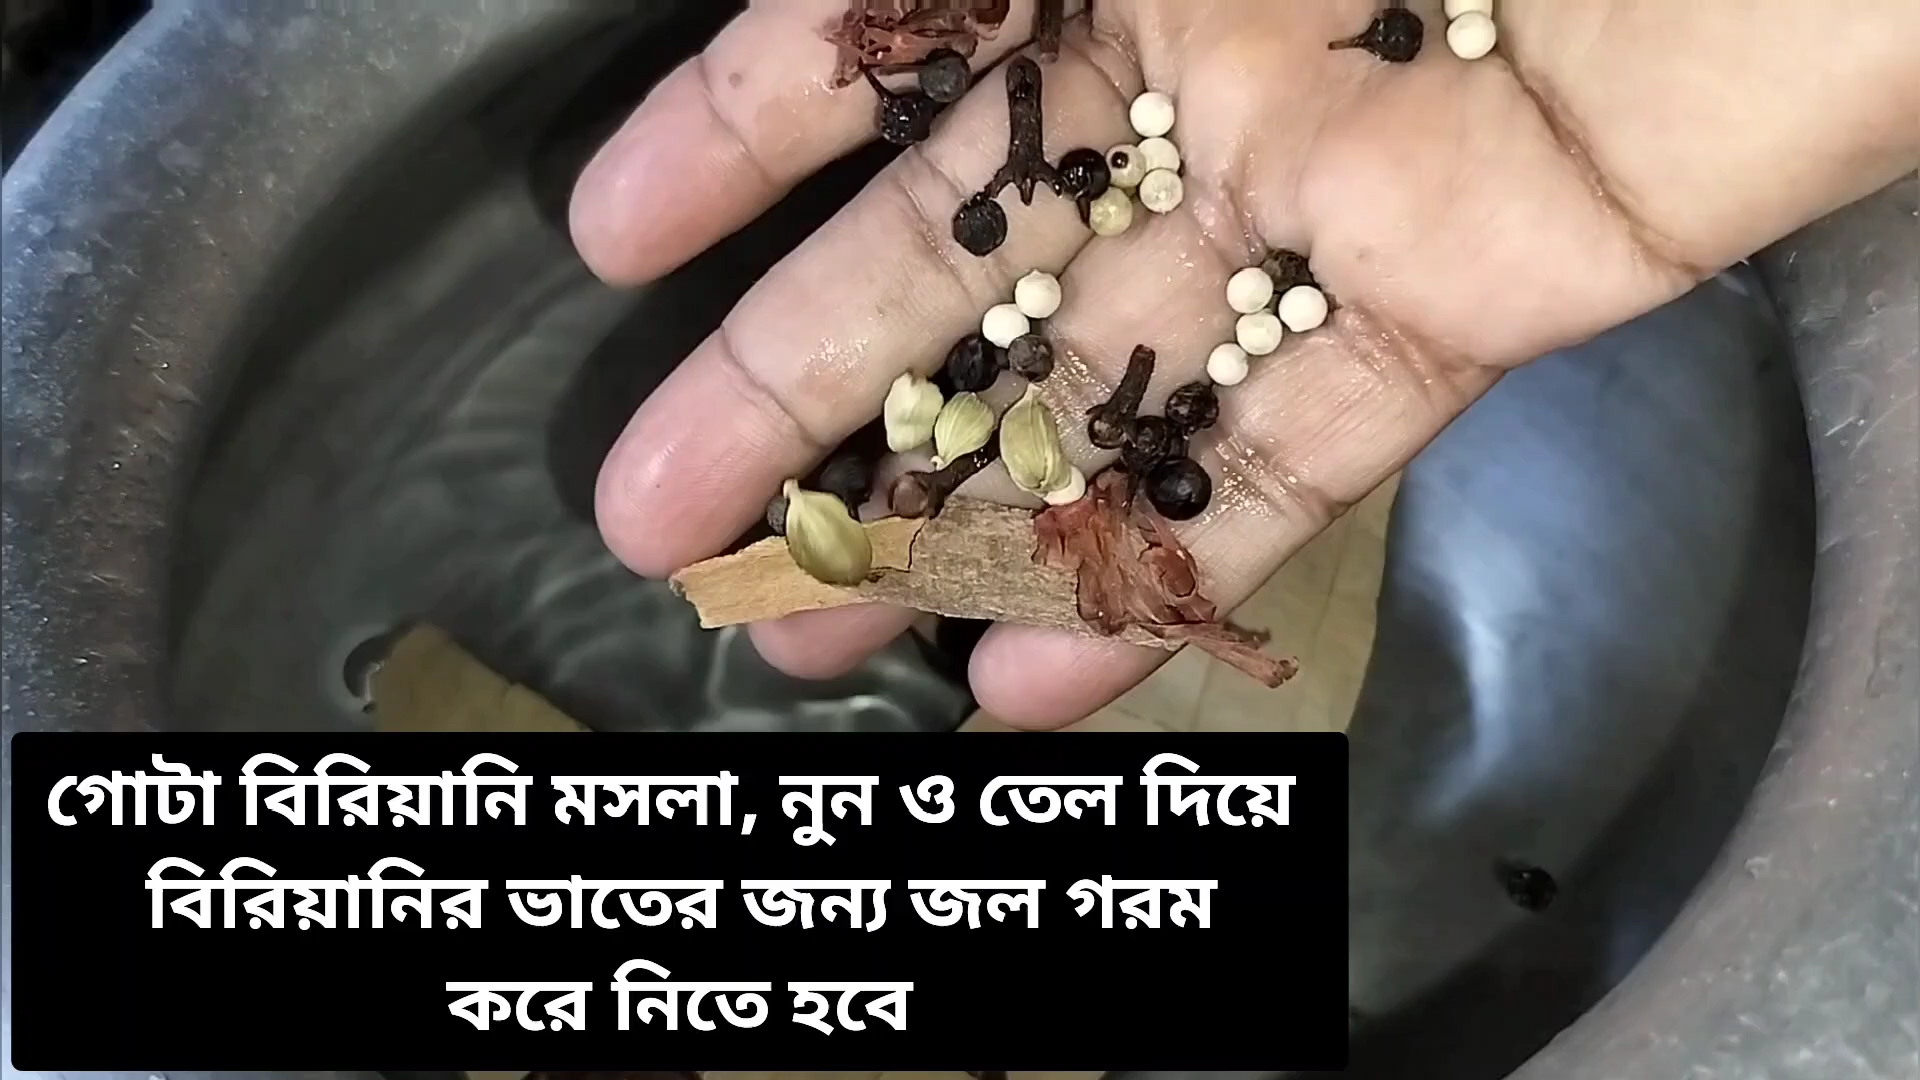 গোটা বিরিয়ানি মসলা, নুন ও তেল দিয়ে
বিরিয়ানির ভাতের জন্য জল গরম
করে নিতে হবে